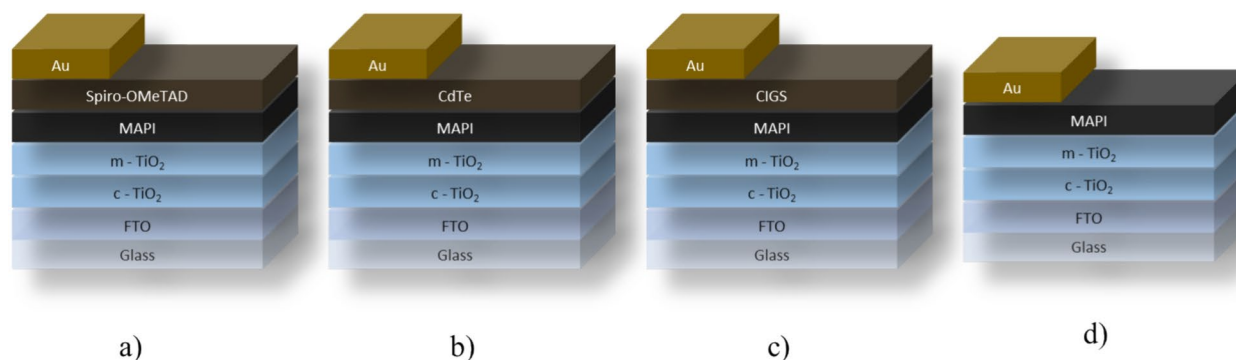 Au
Spiro-OMeTAD
MAPI
m - TiO₂
c - TiO₂
FTO
Glass
a)
Au
CdTe
MAPI
m - TiO₂
c - TiO₂
FTO
Glass
b)
Au
CIGS
MAPI
m - TiO₂
c - TiO₂
FTO
Glass
c)
Au
MAPI
m - TiO₂
c - TiO₂
FTO
Glass
d)